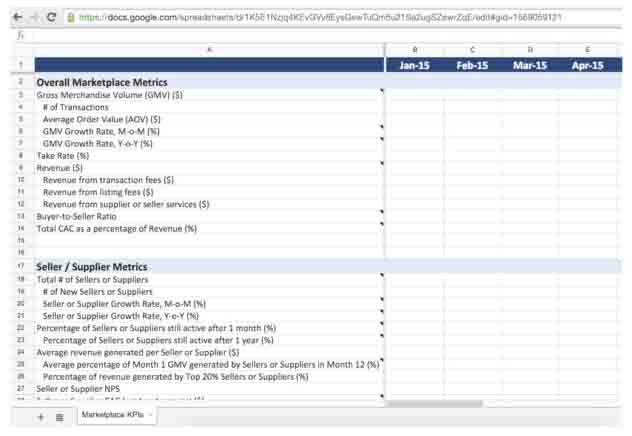 https://docs.google.com/spreadsheets/d/
fx
A B C D E
1 Jan-15 Feb-15 Mar-15 Apr-15
2 Overall Marketplace Metrics
3 Gross Merchandise Volume (GMV) ($)
4 # of Transactions
5 Average Order Value (AOV) ($)
6 GMV Growth Rate, M-o-M (%)
7 GMV Growth Rate, Y-o-Y (%)
8 Take Rate (%)
9 Revenue ($)
10 Revenue from transaction fees ($)
11 Revenue from listing fees ($)
12 Revenue from supplier or seller services ($)
13 Buyer-to-Seller Ratio
14 Total CAC as a percentage of Revenue (%)
15
16
17 Seller / Supplier Metrics
18 Total # of Sellers or Suppliers
19 # of New Sellers or Suppliers
20 Seller or Supplier Growth Rate, M-o-M (%)
21 Seller or Supplier Growth Rate, Y-o-Y (%)
22 Percentage of Sellers or Suppliers still active after 1 month (%)
23 Percentage of Sellers or Suppliers still active after 1 year (%)
24 Average revenue generated per Seller or Supplier ($)
25 Average percentage of Month 1 GMV generated by Sellers or Suppliers in Month 12 (%)
26 Percentage of revenue generated by Top 20% Sellers or Suppliers (%)
27 Seller or Supplier NPS
+ Marketplace KPIs